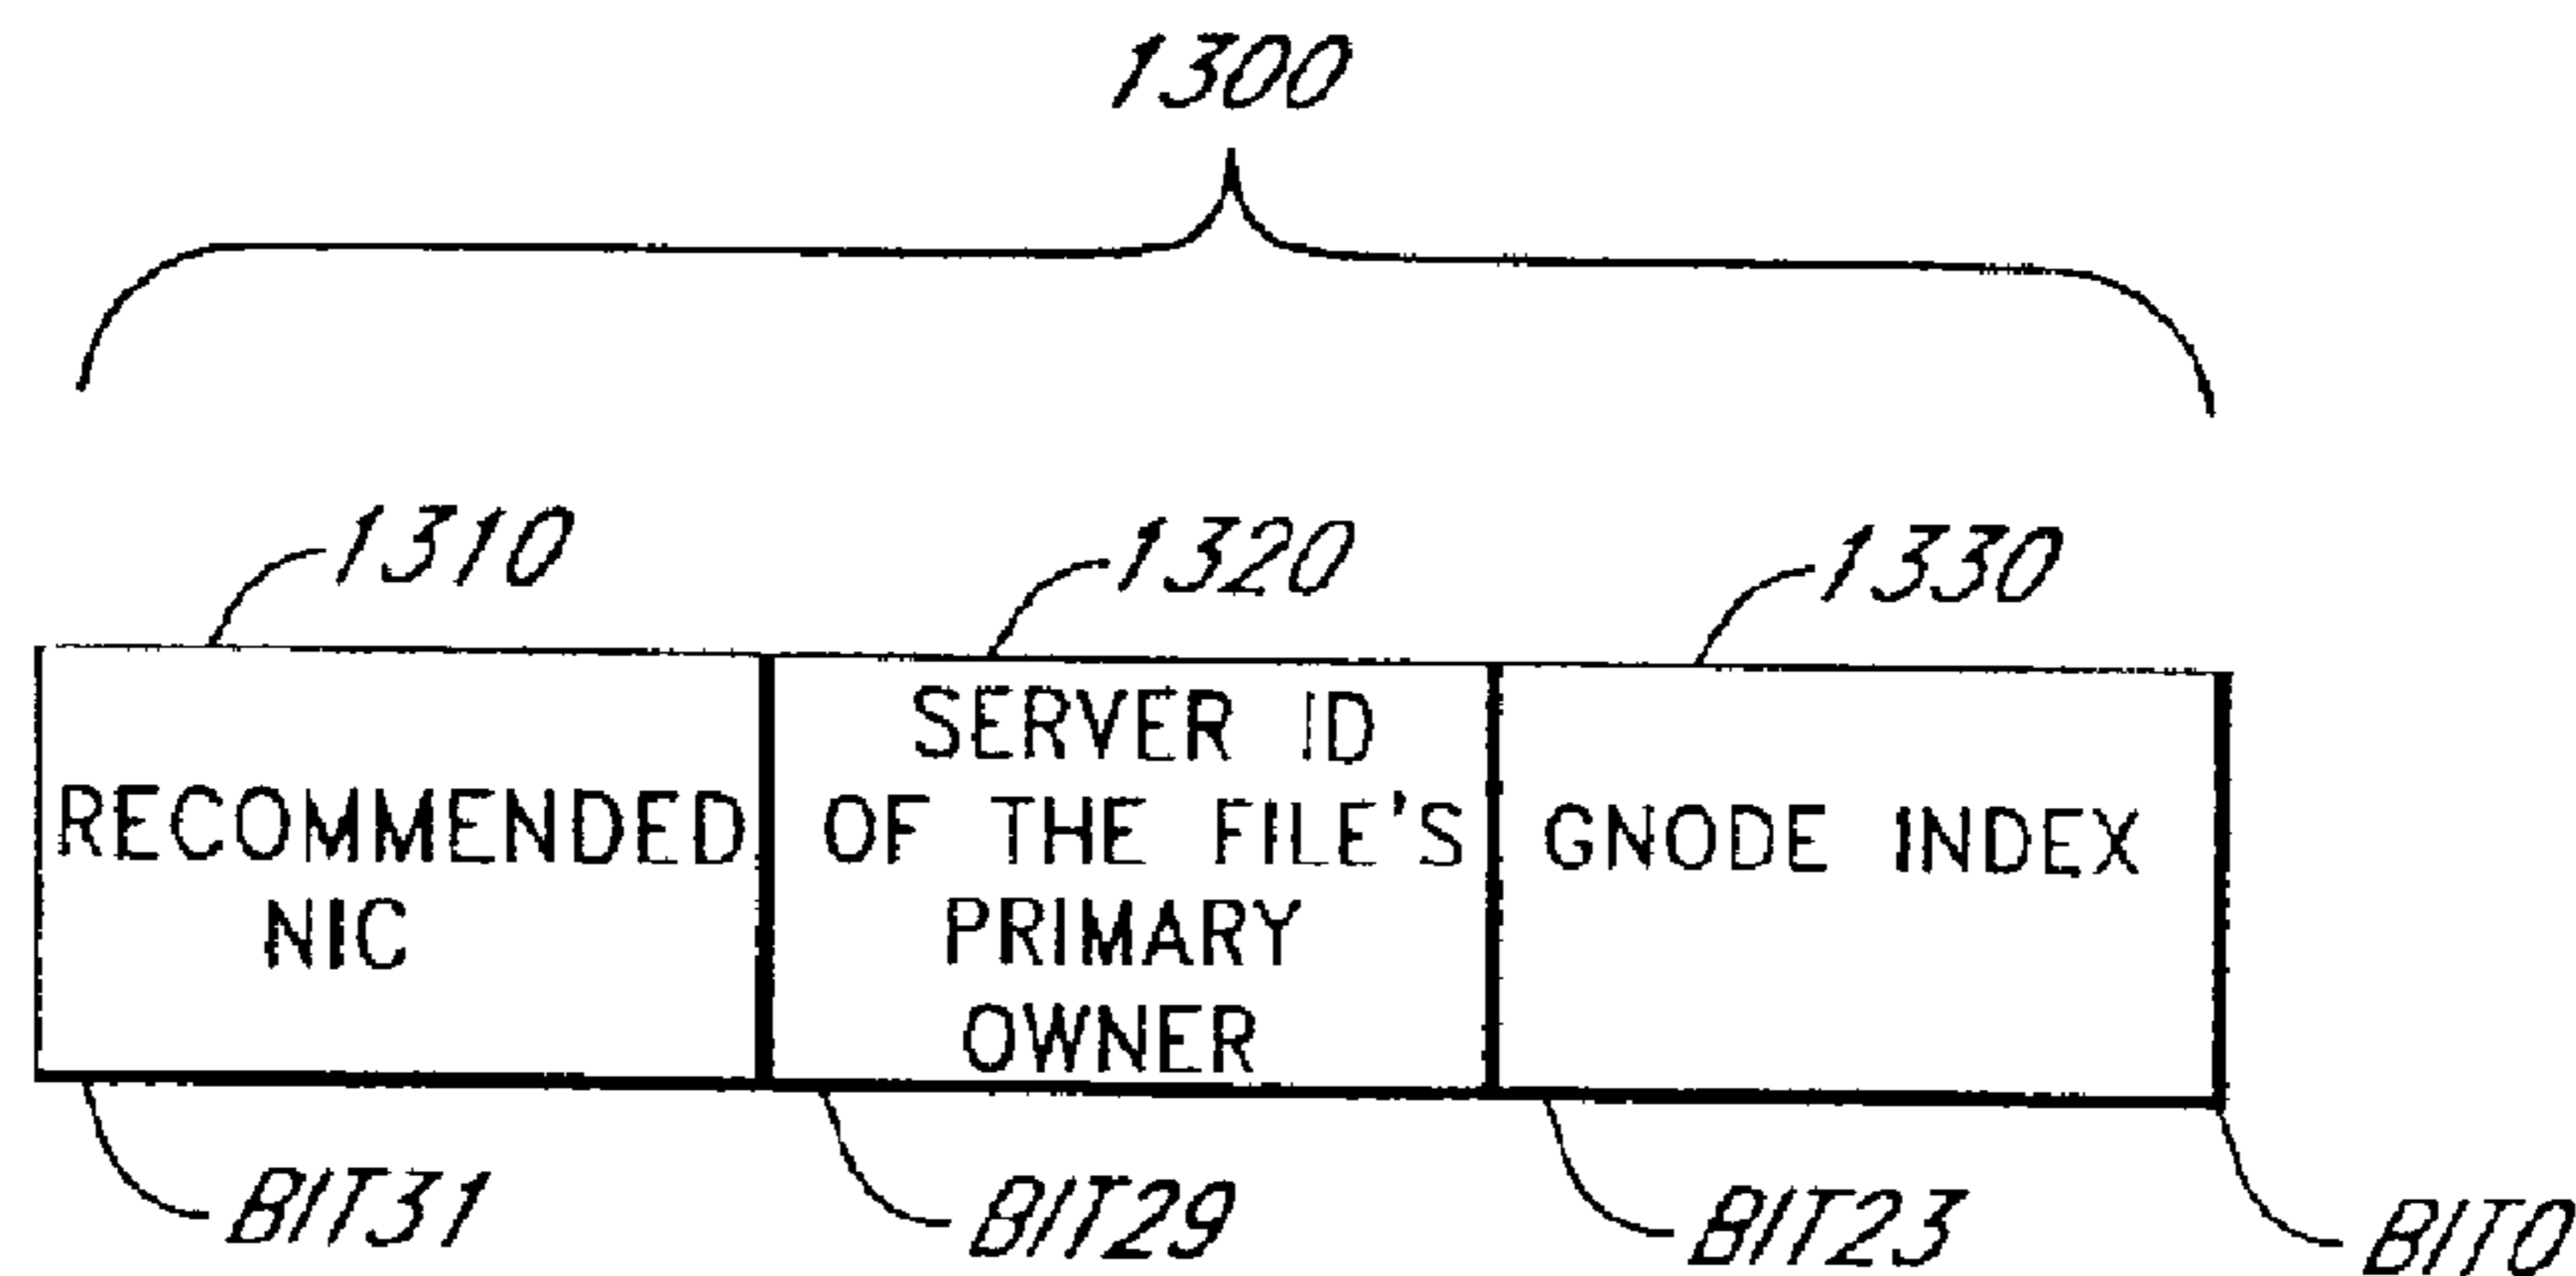 1300
1310
1320
1330
RECOMMENDED
NIC
SERVER ID
OF THE FILE'S
PRIMARY
OWNER
GNODE INDEX
BIT31
BIT29
BIT23
BIT0